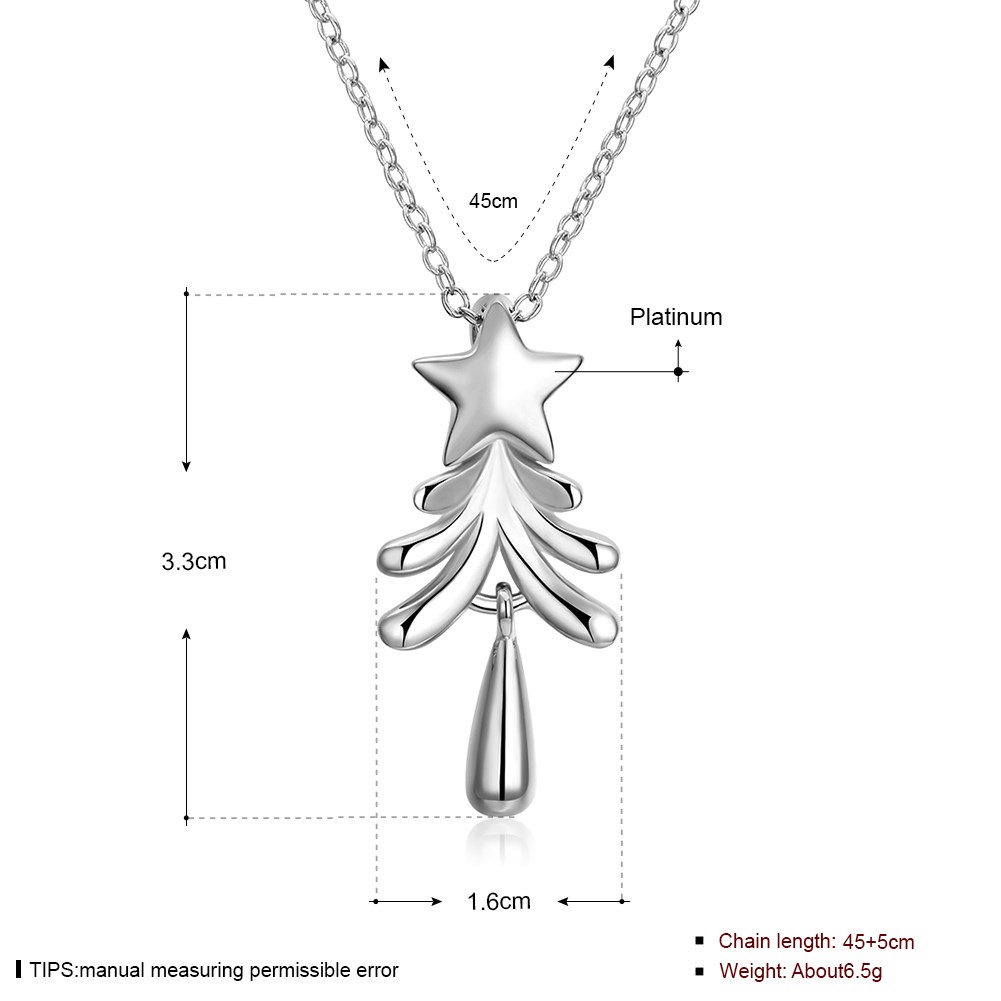 45cm
Platinum
3.3cm
1.6cm
Chain length: 45+5cm
Weight: About6.5g
TIPS:manual measuring permissible error